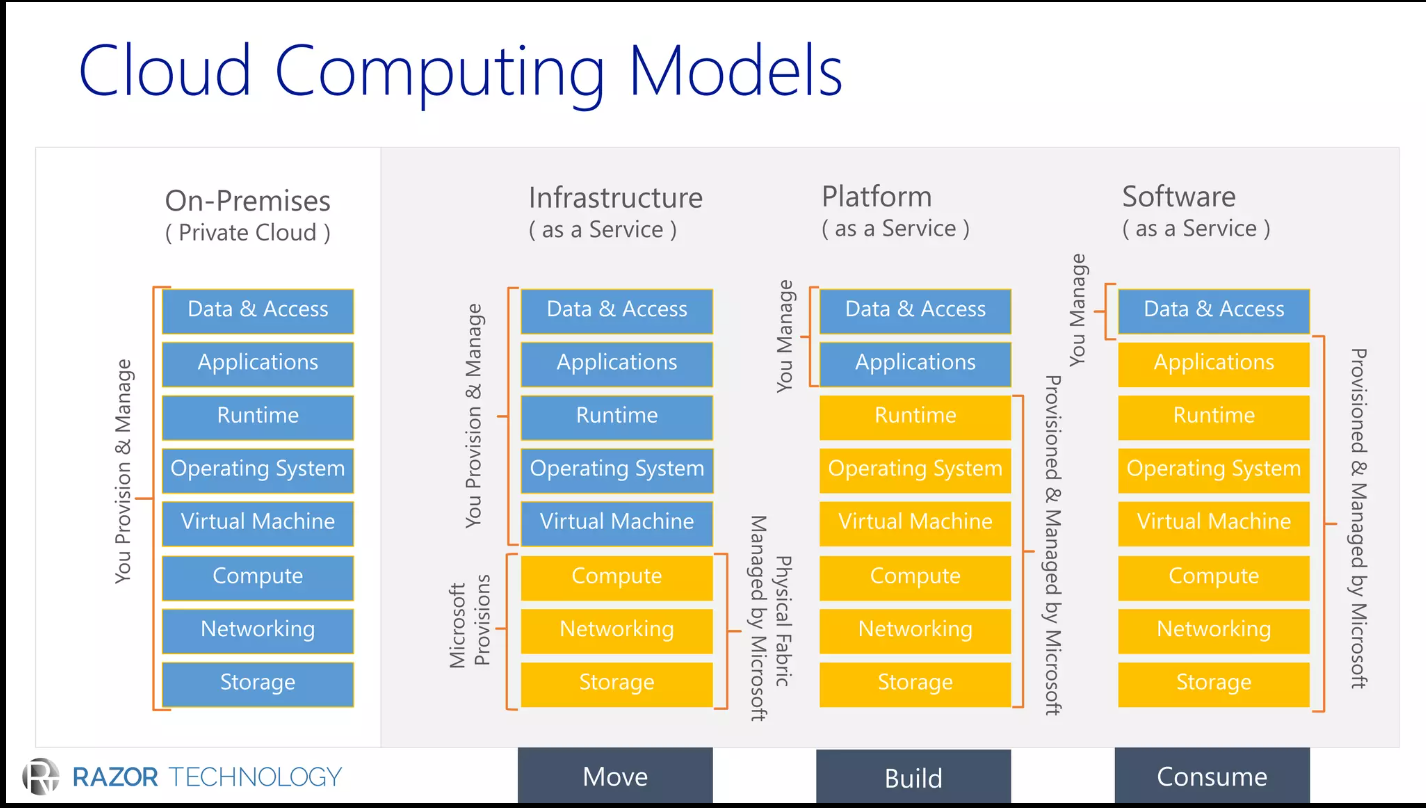 Cloud Computing Models
On-Premises
( Private Cloud )
You Provision & Manage
Data & Access
Applications
Runtime
Operating System
Virtual Machine
Compute
Networking
Storage
Infrastructure
( as a Service )
You Provision & Manage
Microsoft
Provisions
Data & Access
Applications
Runtime
Operating System
Virtual Machine
Compute
Networking
Storage
Physical Fabric
Managed by Microsoft
Move
Platform
( as a Service )
You Manage
Data & Access
Applications
Runtime
Operating System
Virtual Machine
Compute
Networking
Storage
Provisioned & Managed by Microsoft
Build
Software
( as a Service )
You Manage
Data & Access
Applications
Runtime
Operating System
Virtual Machine
Compute
Networking
Storage
Provisioned & Managed by Microsoft
Consume
RT RAZOR TECHNOLOGY